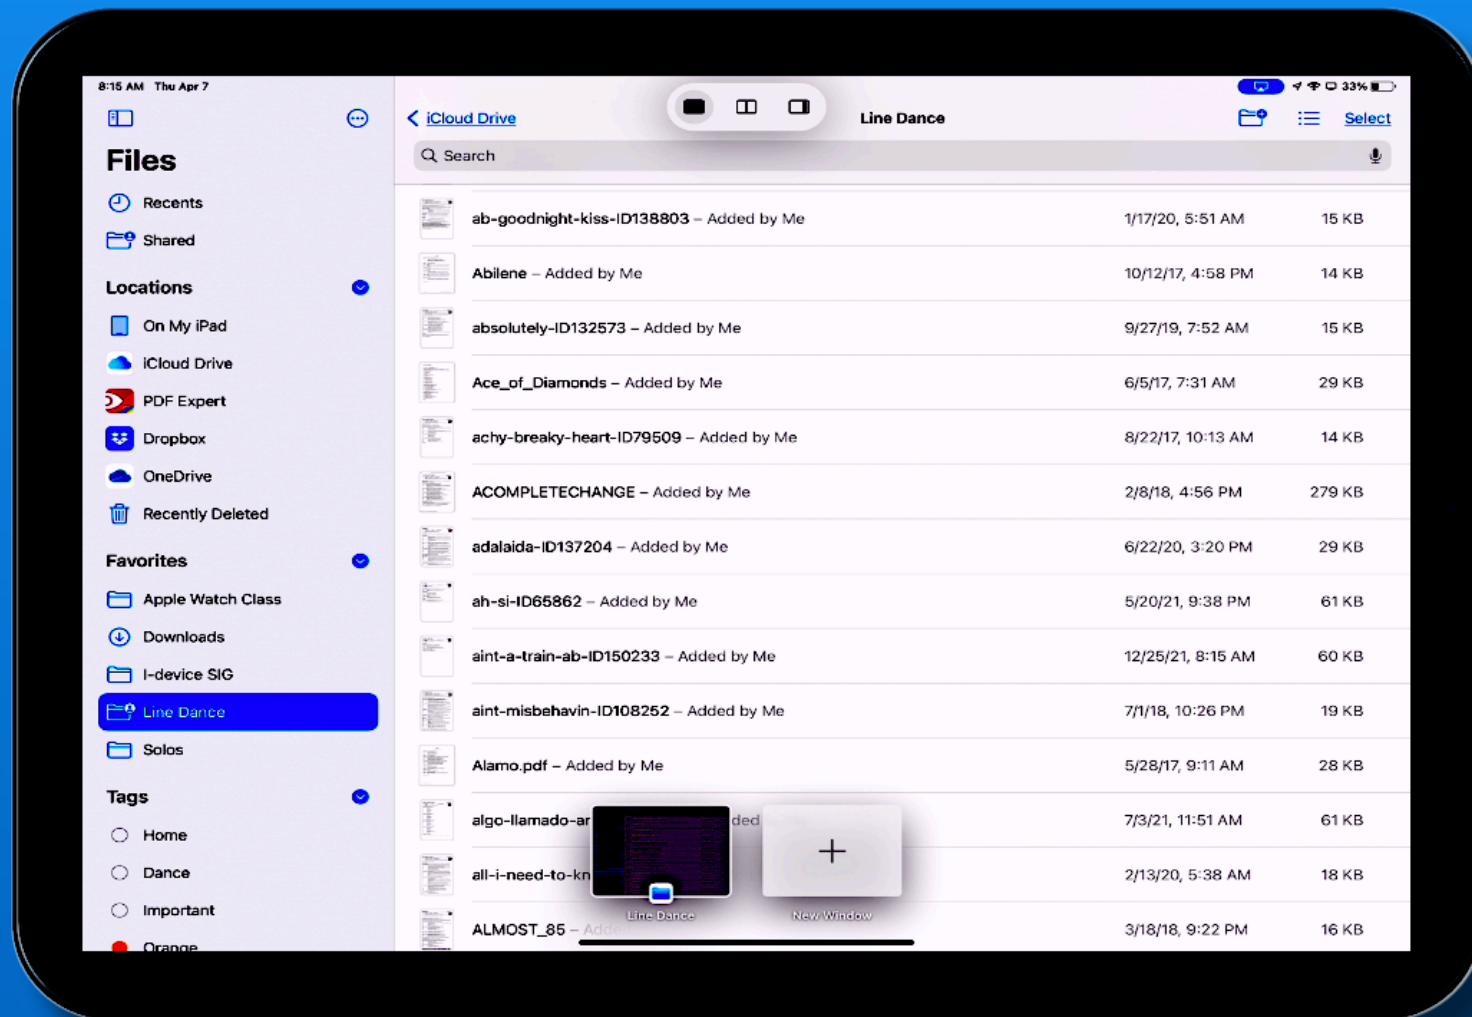 8:15 AM Thu Apr 7
33%
Files
Recents
Shared
Locations
On My iPad
iCloud Drive
PDF Expert
Dropbox
OneDrive
Recently Deleted
Favorites
Apple Watch Class
Downloads
I-device SIG
Line Dance
Solos
Tags
Home
Dance
Important
Orange
iCloud Drive
Line Dance
Select
Search
ab-goodnight-kiss-ID138803 – Added by Me 1/17/20, 5:51 AM 15 KB
Abilene – Added by Me 10/12/17, 4:58 PM 14 KB
absolutely-ID132573 – Added by Me 9/27/19, 7:52 AM 15 KB
Ace_of_Diamonds – Added by Me 6/5/17, 7:31 AM 29 KB
achy-breaky-heart-ID79509 – Added by Me 8/22/17, 10:13 AM 14 KB
ACOMPLETECHANGE – Added by Me 2/8/18, 4:56 PM 279 KB
adalaida-ID137204 – Added by Me 6/22/20, 3:20 PM 29 KB
ah-si-ID65862 – Added by Me 5/20/21, 9:38 PM 61 KB
aint-a-train-ab-ID150233 – Added by Me 12/25/21, 8:15 AM 60 KB
aint-misbehavin-ID108252 – Added by Me 7/1/18, 10:26 PM 19 KB
Alamo.pdf – Added by Me 5/28/17, 9:11 AM 28 KB
algo-llamado-ar ded 7/3/21, 11:51 AM 61 KB
all-i-need-to-kn 2/13/20, 5:38 AM 18 KB
Line Dance New Window
ALMOST_85 – Adde 3/18/18, 9:22 PM 16 KB